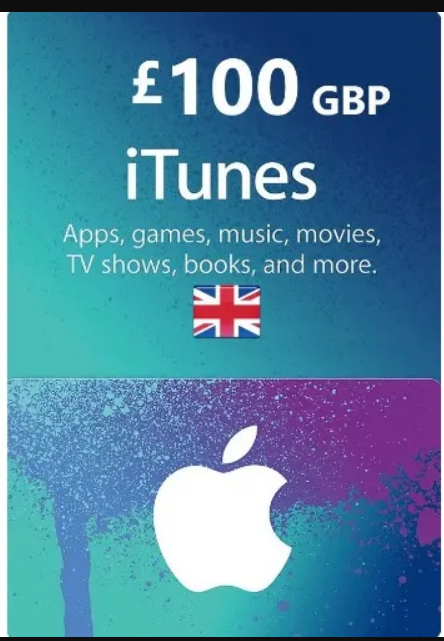 £100 GBP
iTunes
Apps, games, music, movies,
TV shows, books, and more.